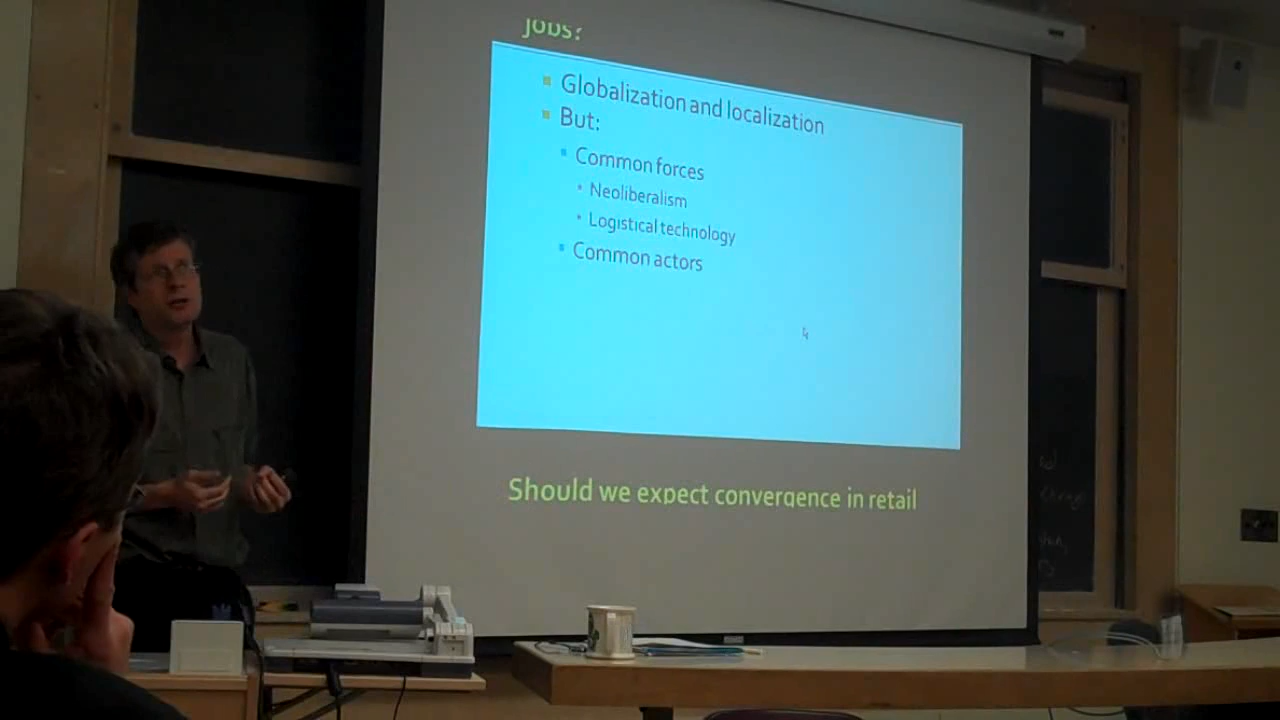 Jobs?
Globalization and localization
But:
Common forces
Neoliberalism
Logistical technology
Common actors
Should we expect convergence in retail